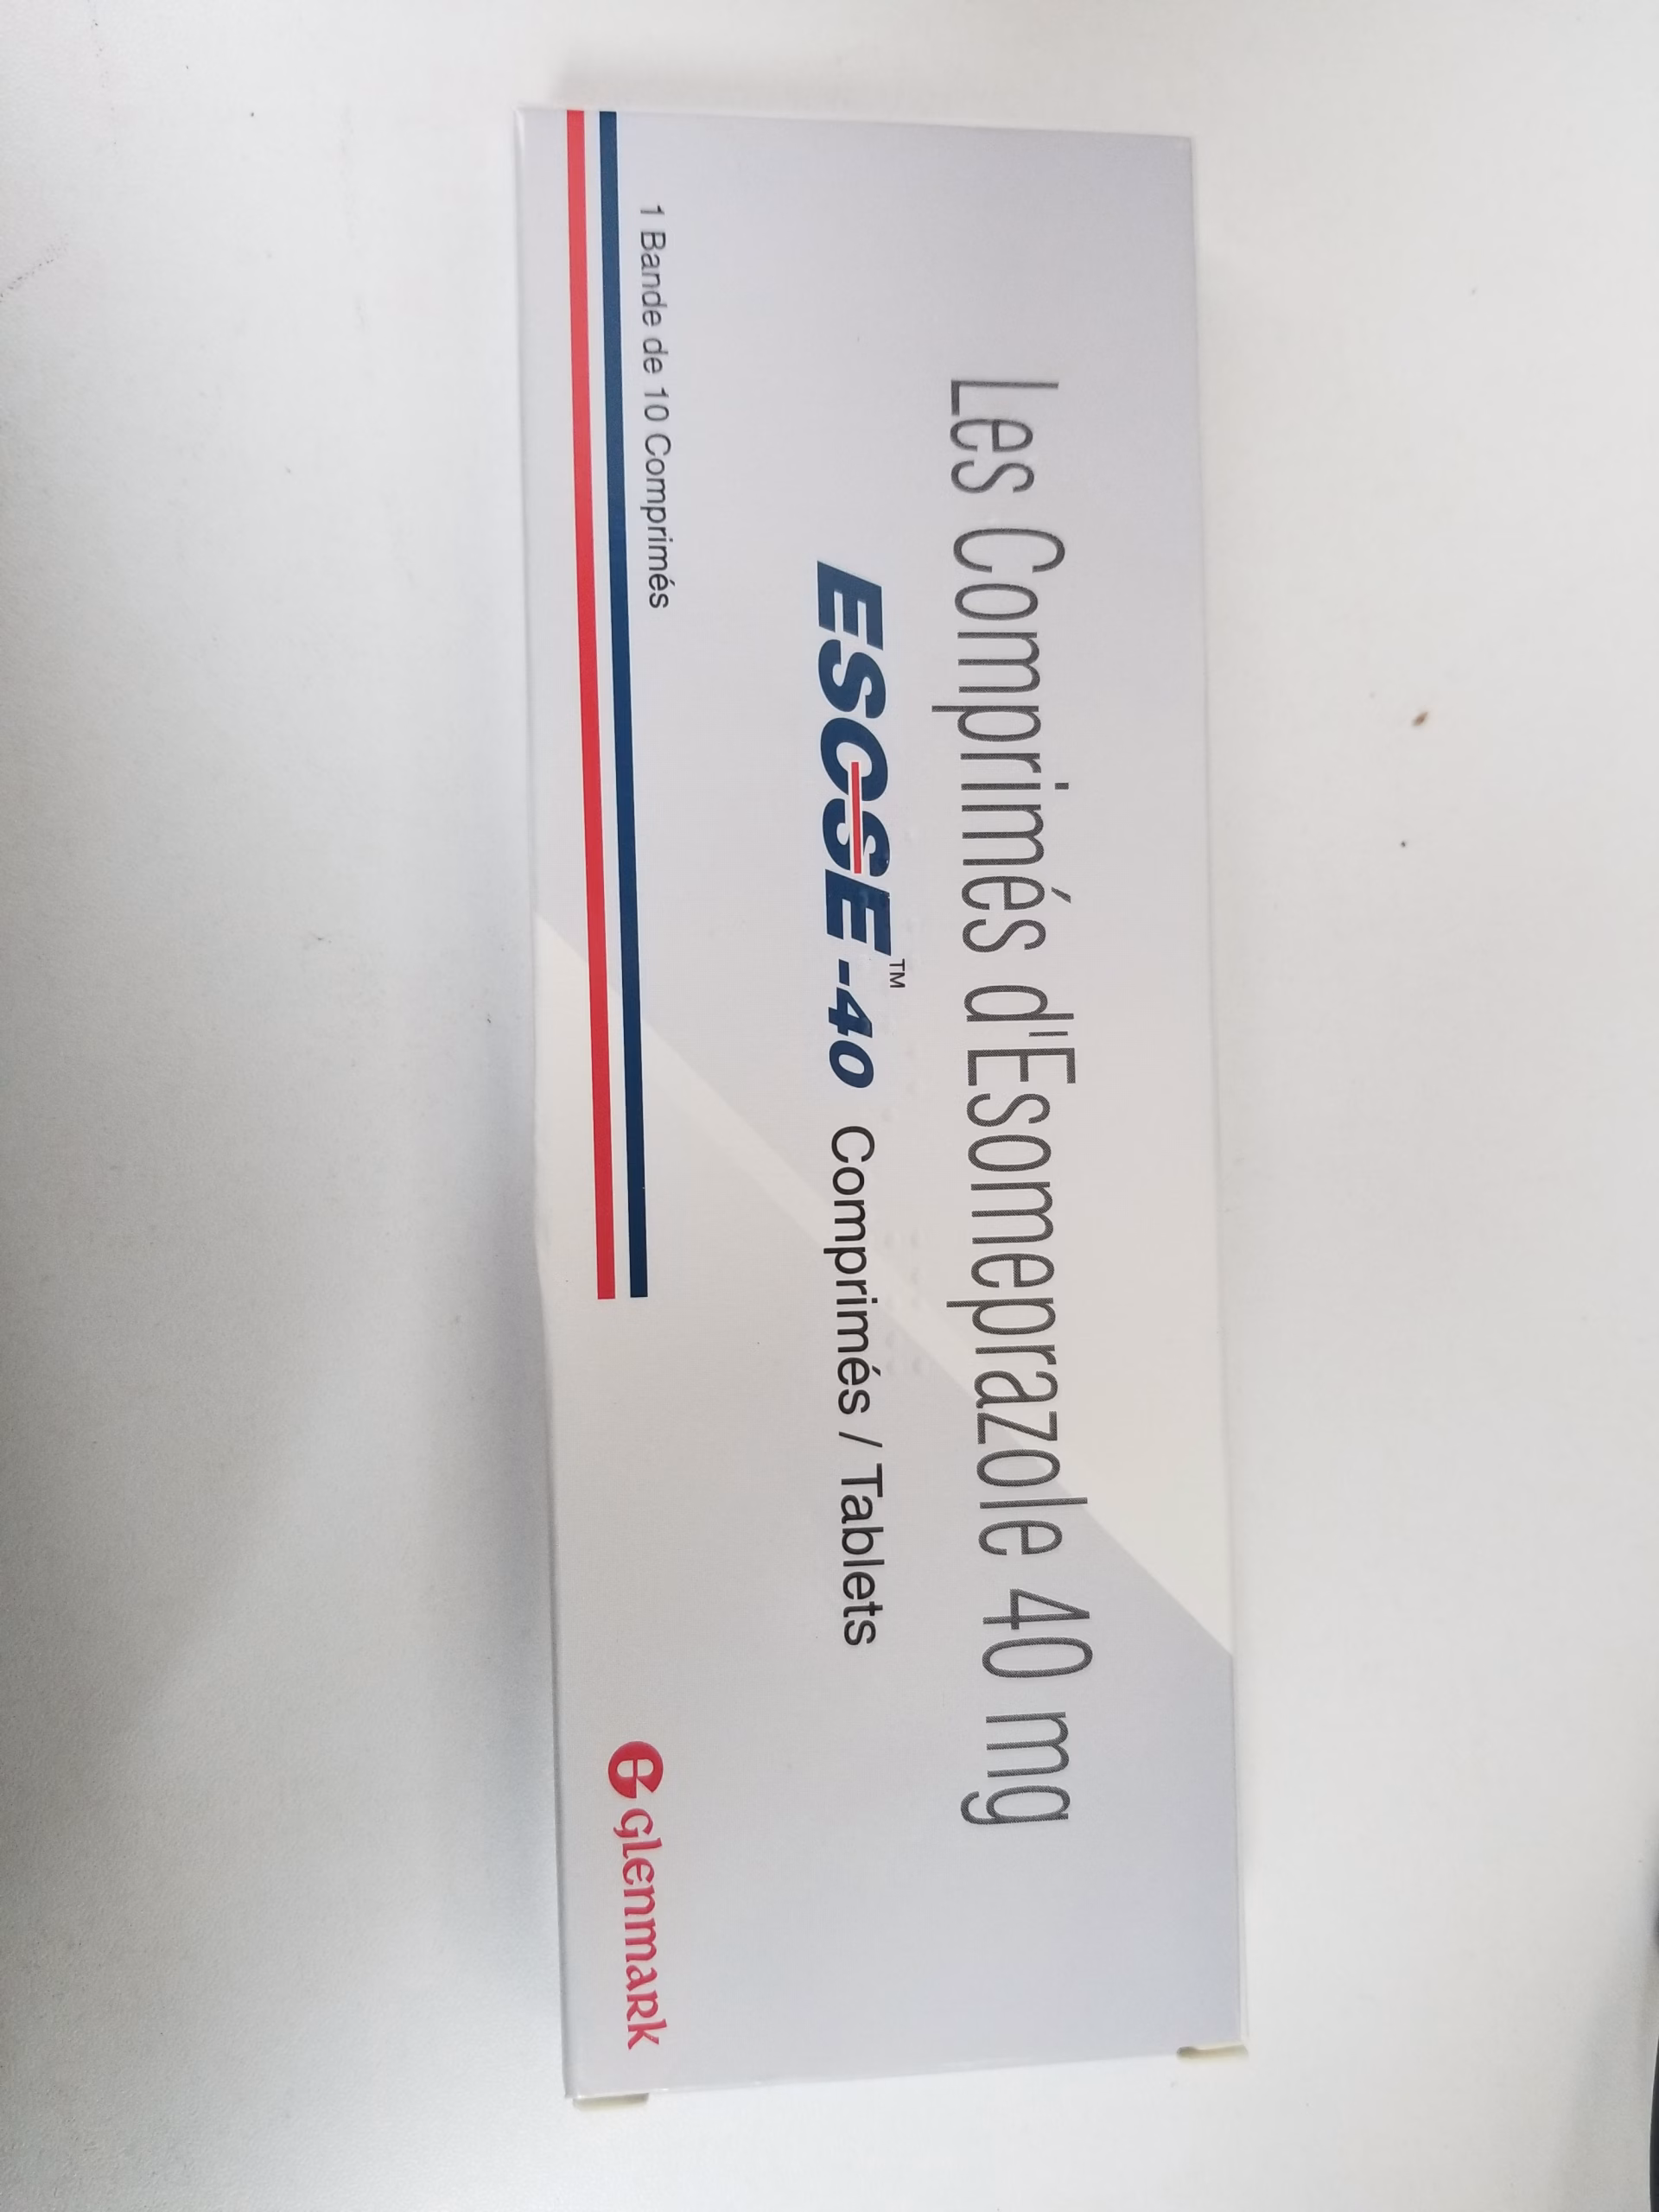 Les Comprimés d'Esomeprazole 40 mg
ESOSE™-40 Comprimés / Tablets
1 Bande de 10 Comprimés
glenmark